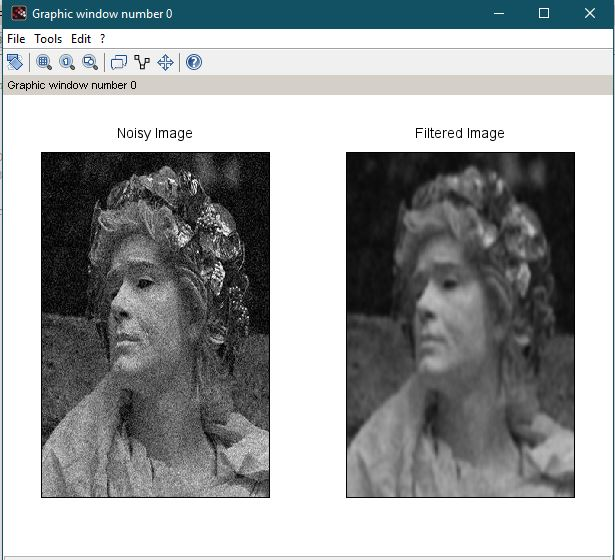 Graphic window number 0
File Tools Edit ?
Graphic window number 0
Noisy Image
Filtered Image